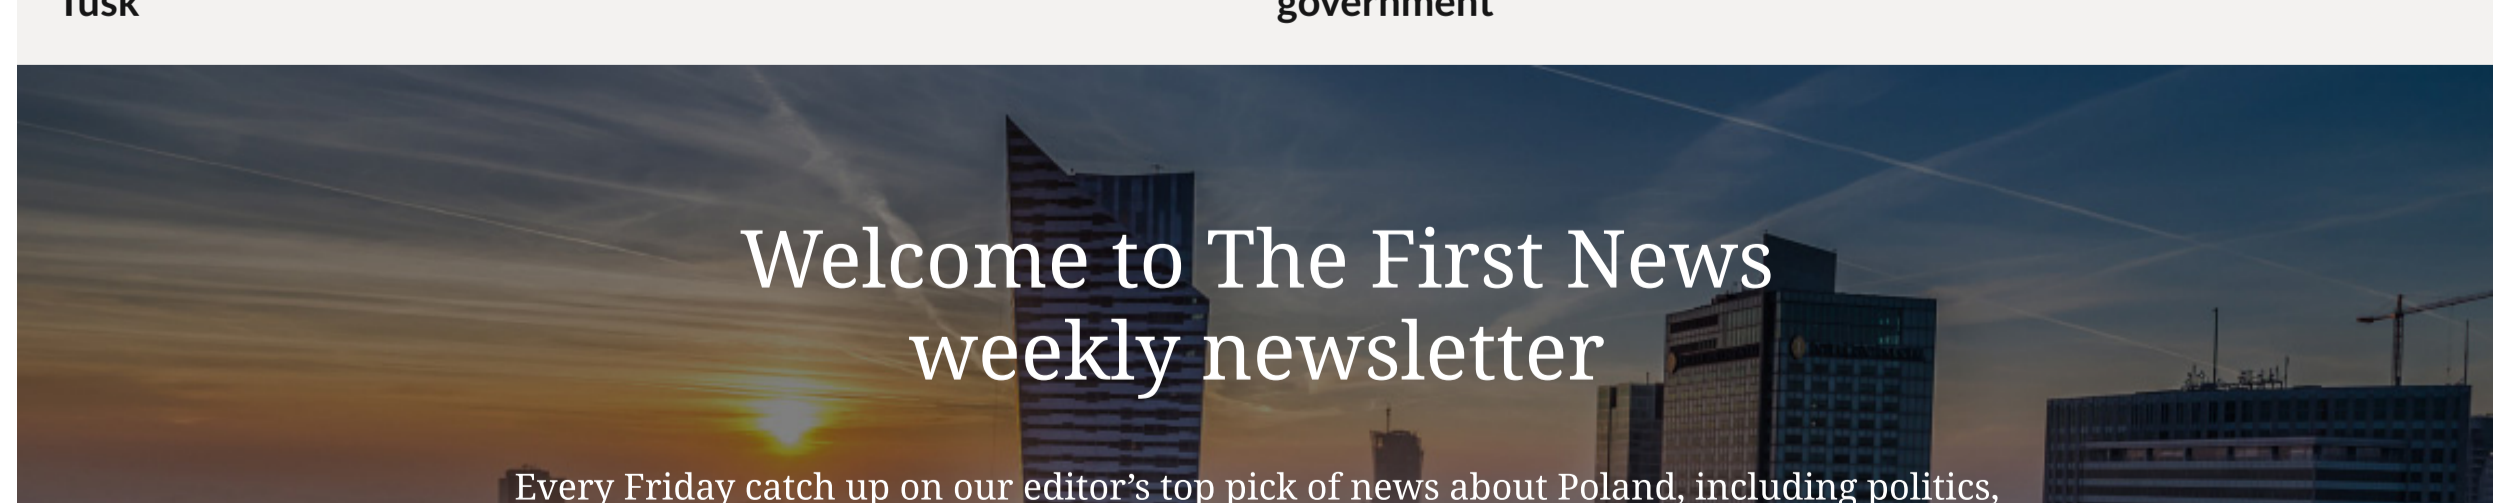 Tusk
government
Welcome to The First News
weekly newsletter
Every Friday catch up on our editor’s top pick of news about Poland, including politics,